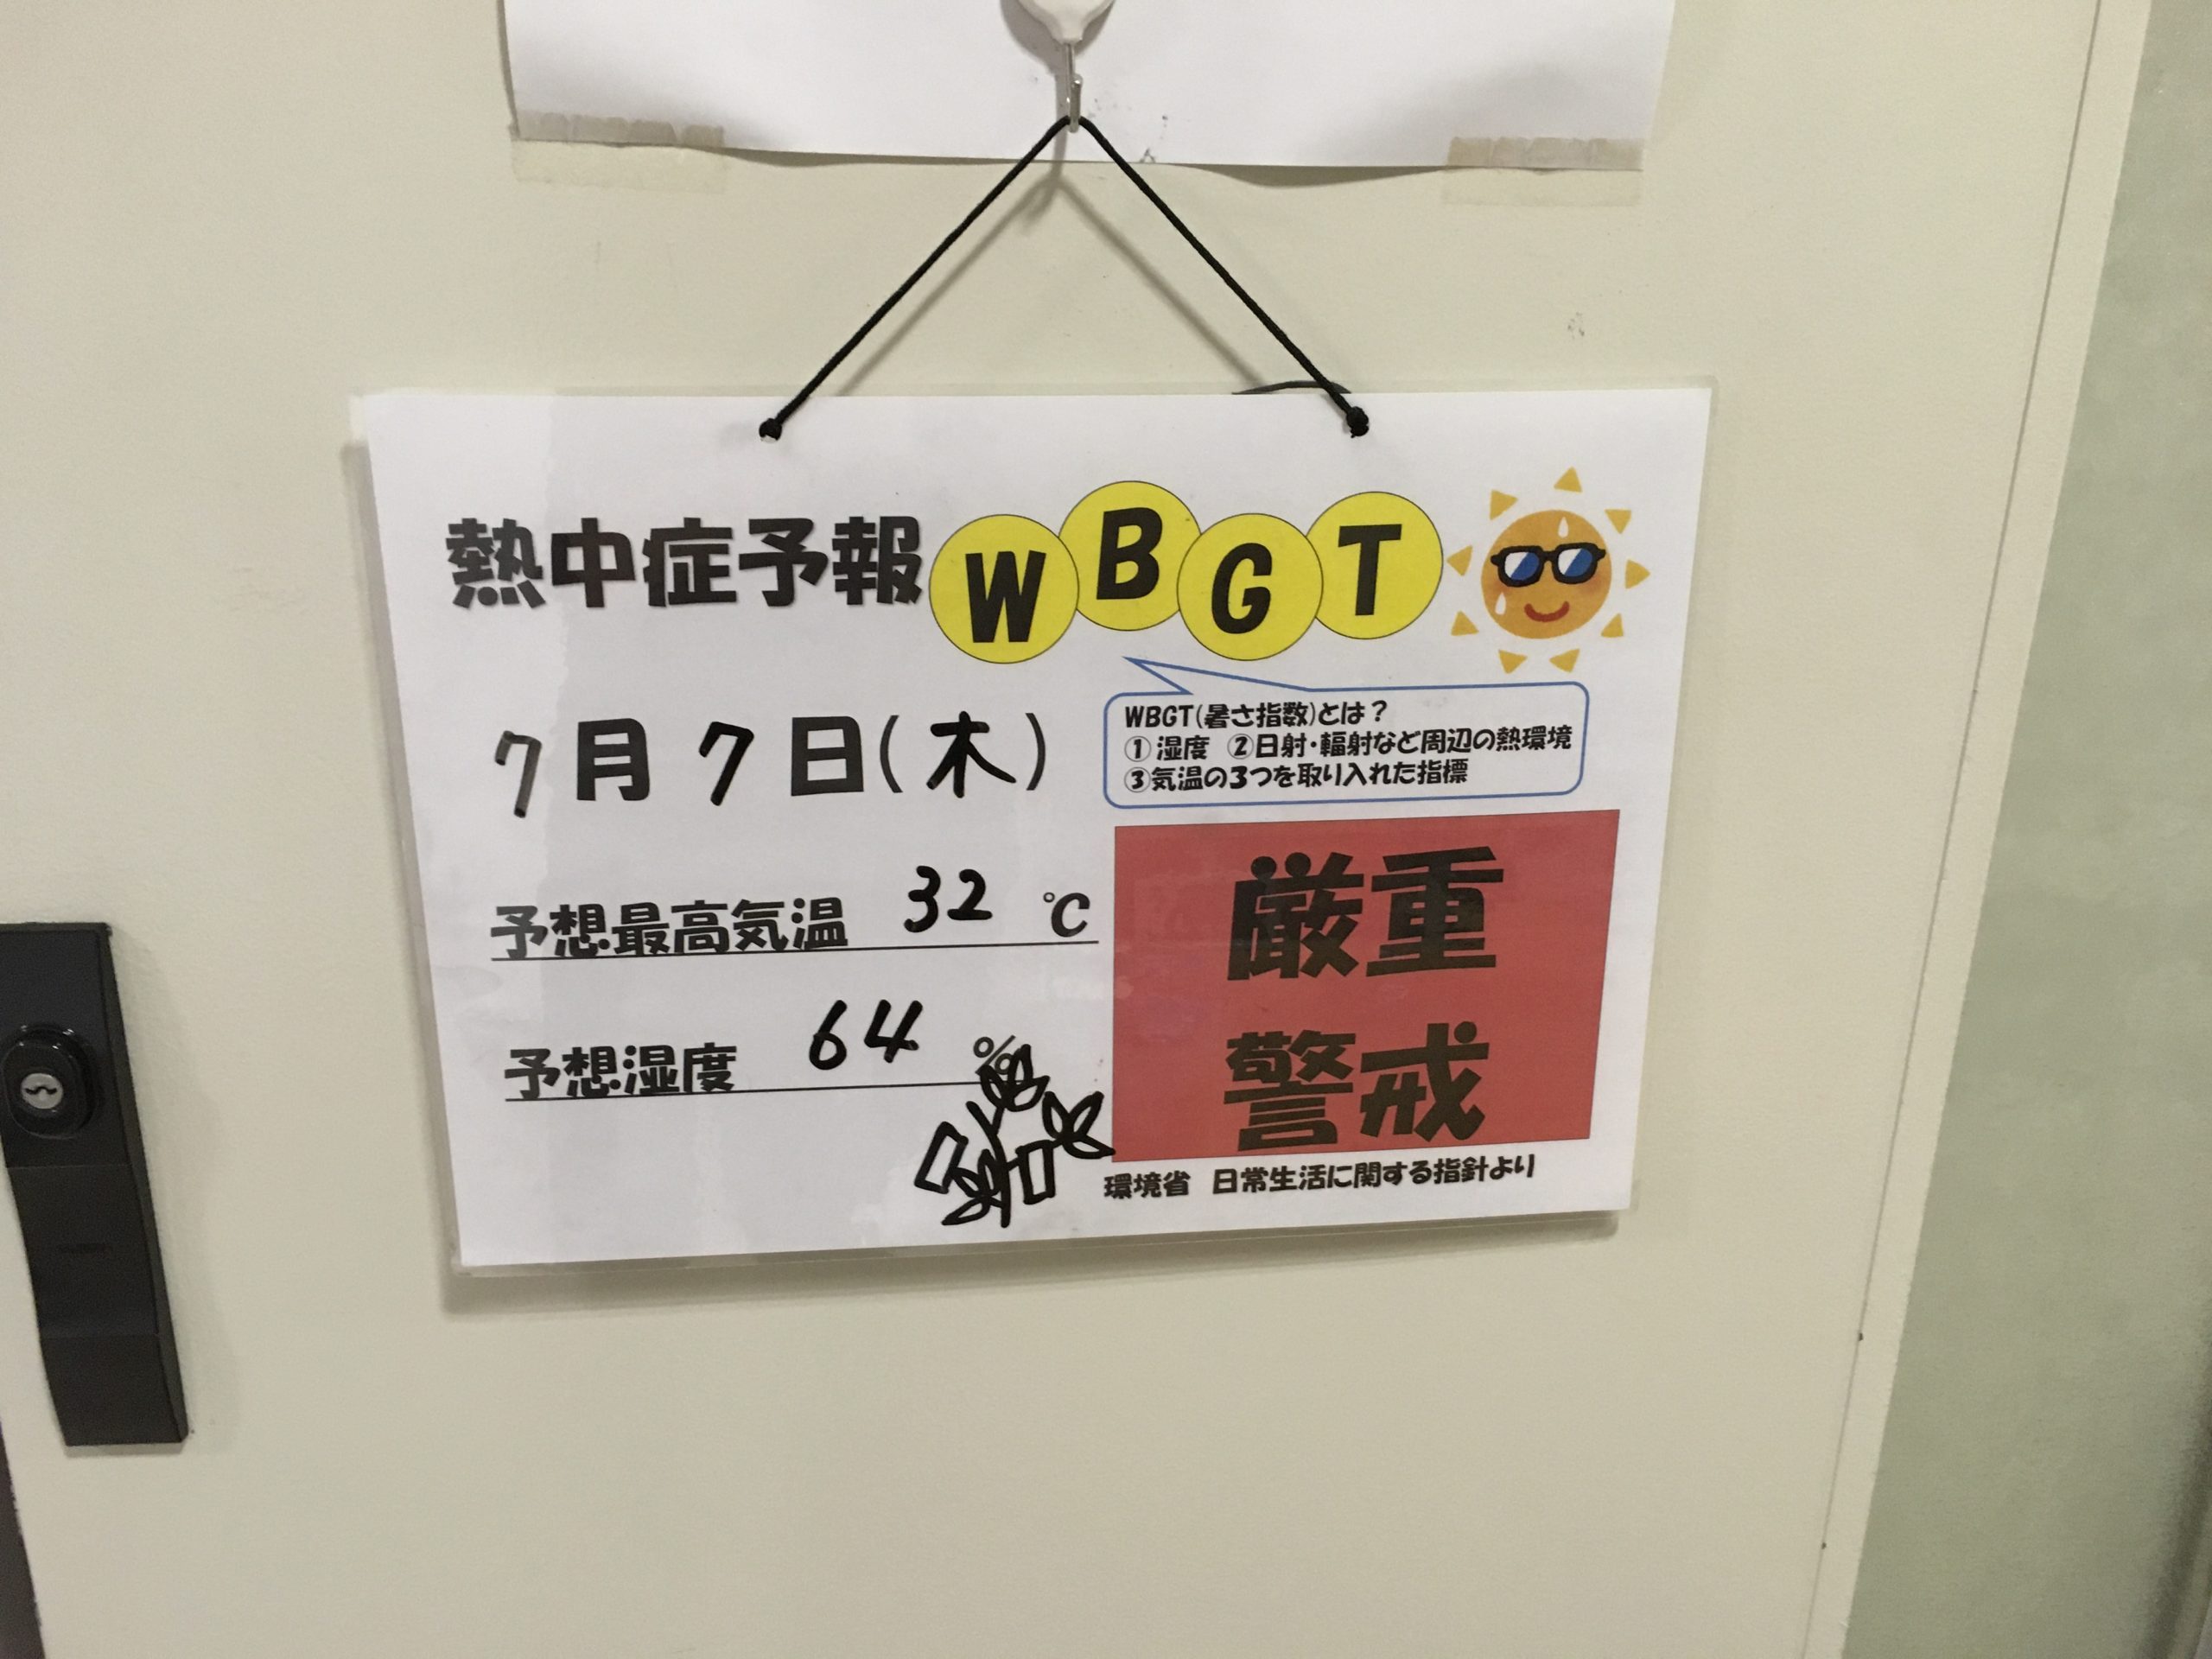 熱中症予報WBGT
7月7日(木)
WBGT(暑さ指数)とは？
①湿度 ②日射・輻射など周辺の熱環境
③気温の3つを取り入れた指標
予想最高気温 32 ℃
予想湿度 64 %
厳重
警戒
環境省 日常生活に関する指針より